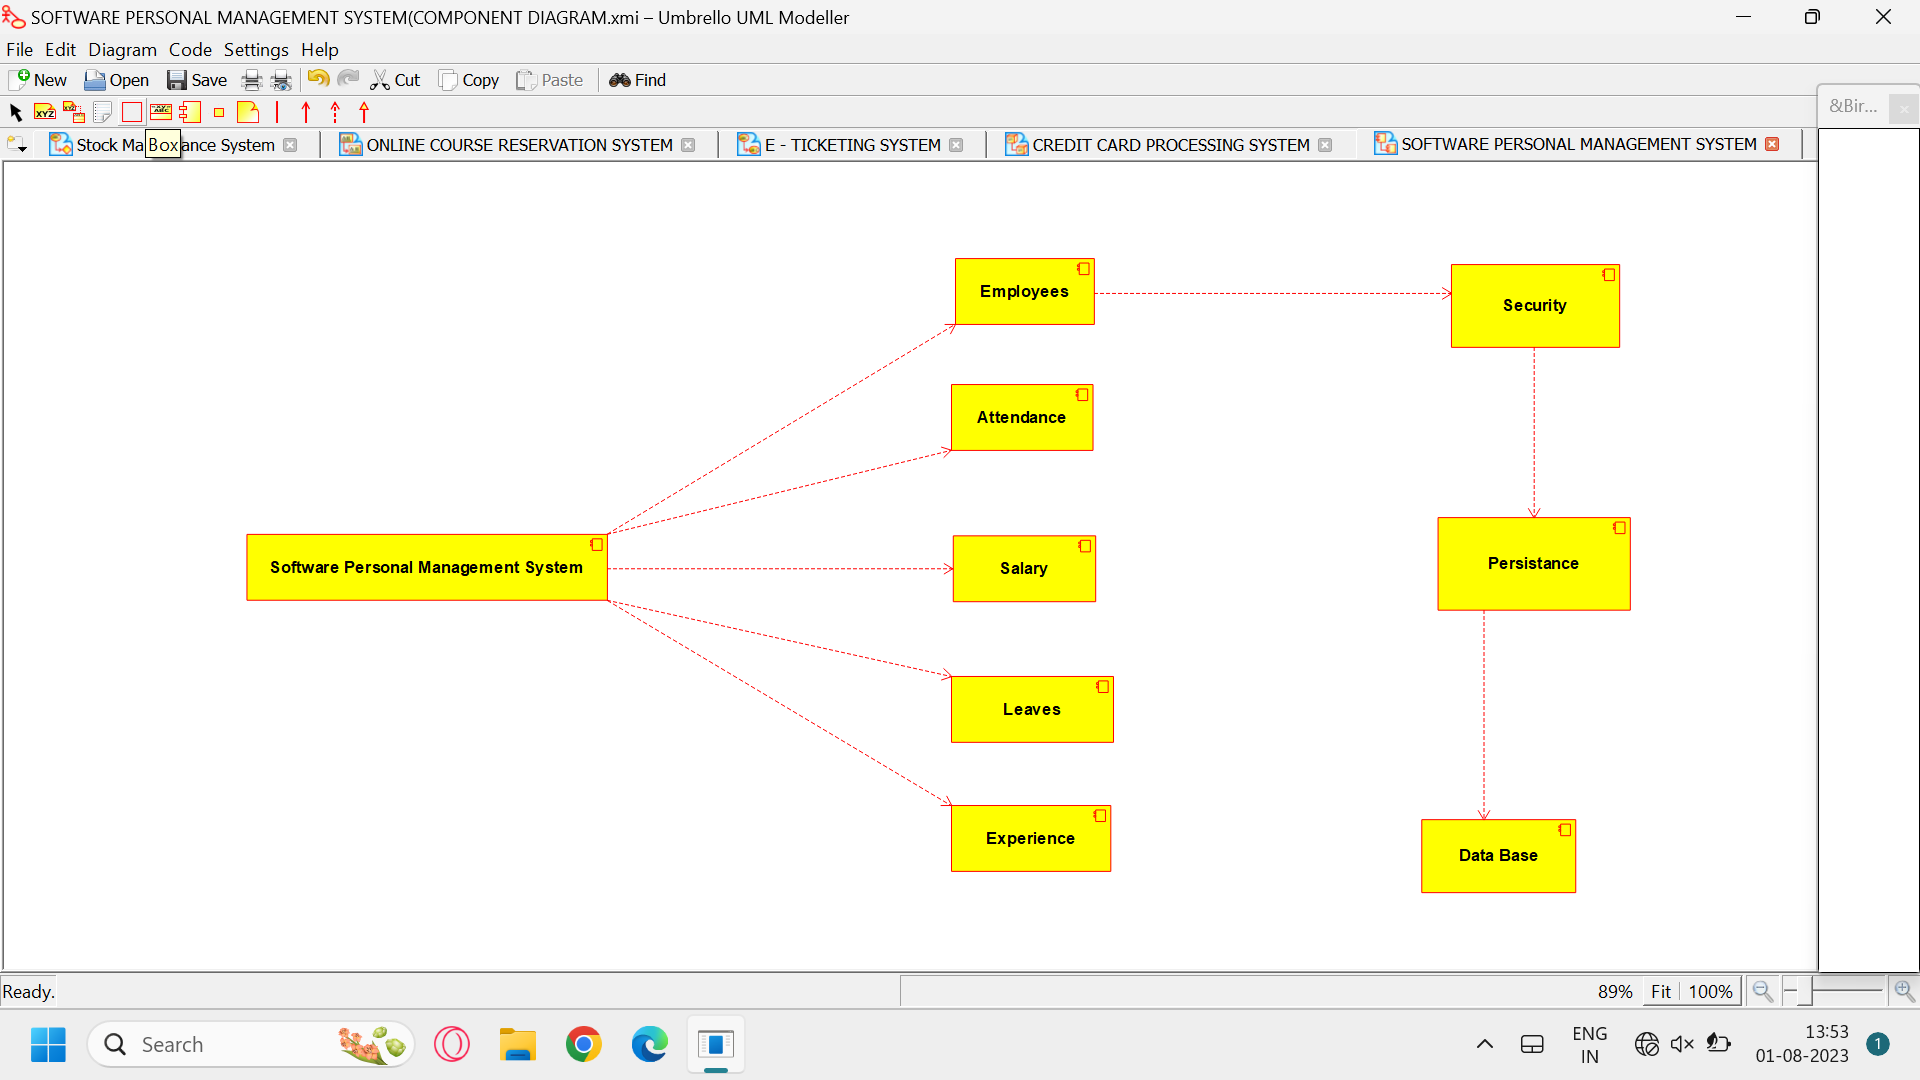 SOFTWARE PERSONAL MANAGEMENT SYSTEM(COMPONENT DIAGRAM.xmi – Umbrello UML Modeller
File Edit Diagram Code Settings Help
New Open Save Cut Copy Paste Find
XYZ
&Bir...
Stock Ma Box ance System ONLINE COURSE RESERVATION SYSTEM E - TICKETING SYSTEM CREDIT CARD PROCESSING SYSTEM SOFTWARE PERSONAL MANAGEMENT SYSTEM
Employees
Security
Attendance
Software Personal Management System
Salary
Persistance
Leaves
Experience
Data Base
Ready.
89% Fit 100%
Search
ENG
IN
13:53
01-08-2023
1